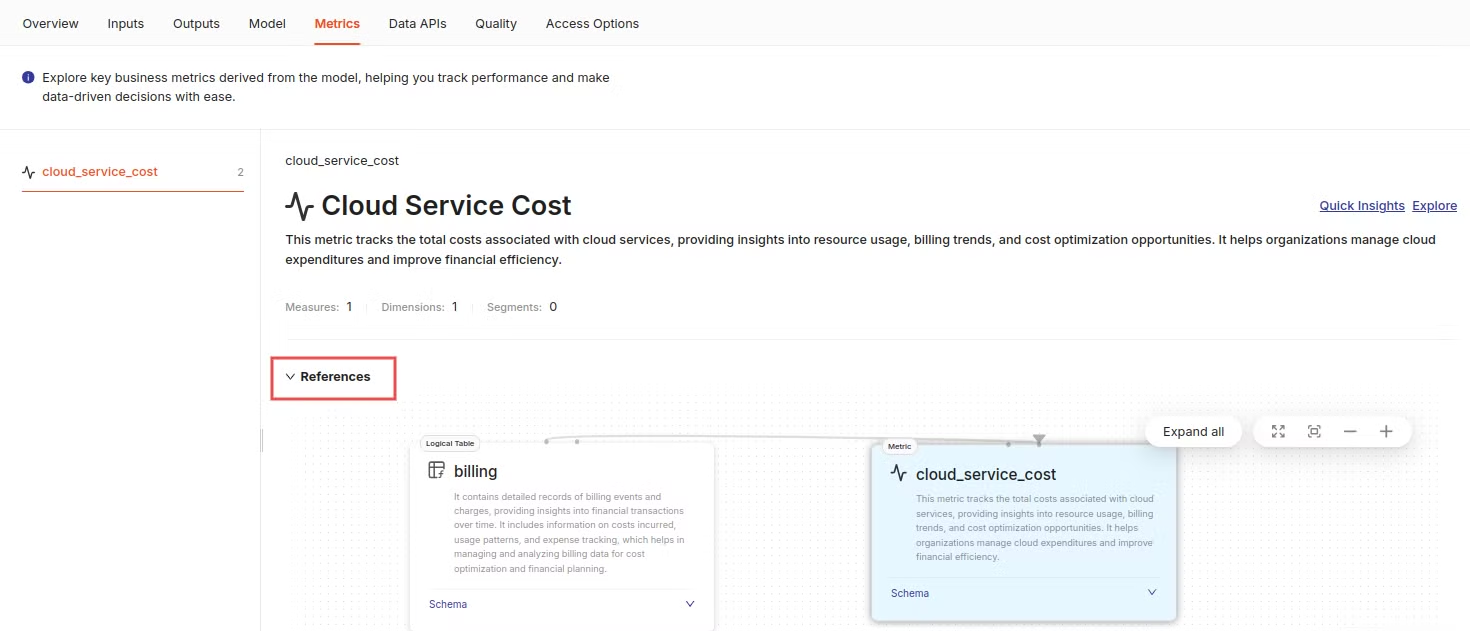 Overview Inputs Outputs Model Metrics Data APIs Quality Access Options
Explore key business metrics derived from the model, helping you track performance and make
data-driven decisions with ease.
cloud_service_cost 2
cloud_service_cost
Cloud Service Cost
Quick Insights Explore
This metric tracks the total costs associated with cloud services, providing insights into resource usage, billing trends, and cost optimization opportunities. It helps organizations manage cloud
expenditures and improve financial efficiency.
Measures: 1 Dimensions: 1 Segments: 0
References
Expand all
Logical Table
billing
It contains detailed records of billing events and
charges, providing insights into financial transactions
over time. It includes information on costs incurred,
usage patterns, and expense tracking, which helps in
managing and analyzing billing data for cost
optimization and financial planning.
Schema
Metric
cloud_service_cost
This metric tracks the total costs associated with cloud
services, providing insights into resource usage, billing
trends, and cost optimization opportunities. It helps
organizations manage cloud expenditures and improve
financial efficiency.
Schema